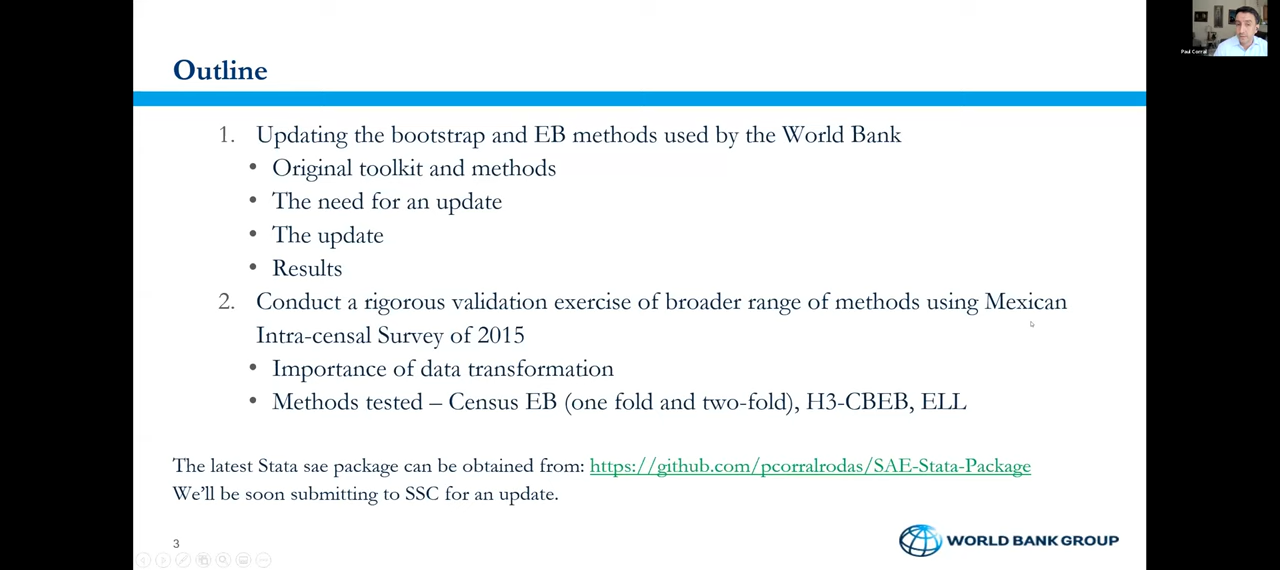 Outline
1. Updating the bootstrap and EB methods used by the World Bank
• Original toolkit and methods
• The need for an update
• The update
• Results
2. Conduct a rigorous validation exercise of broader range of methods using Mexican
Intra-censal Survey of 2015
• Importance of data transformation
• Methods tested – Census EB (one fold and two-fold), H3-CBEB, ELL
The latest Stata sae package can be obtained from: https://github.com/pcorralrodas/SAE-Stata-Package
We'll be soon submitting to SSC for an update.
3
WORLD BANK GROUP
Paul Corral